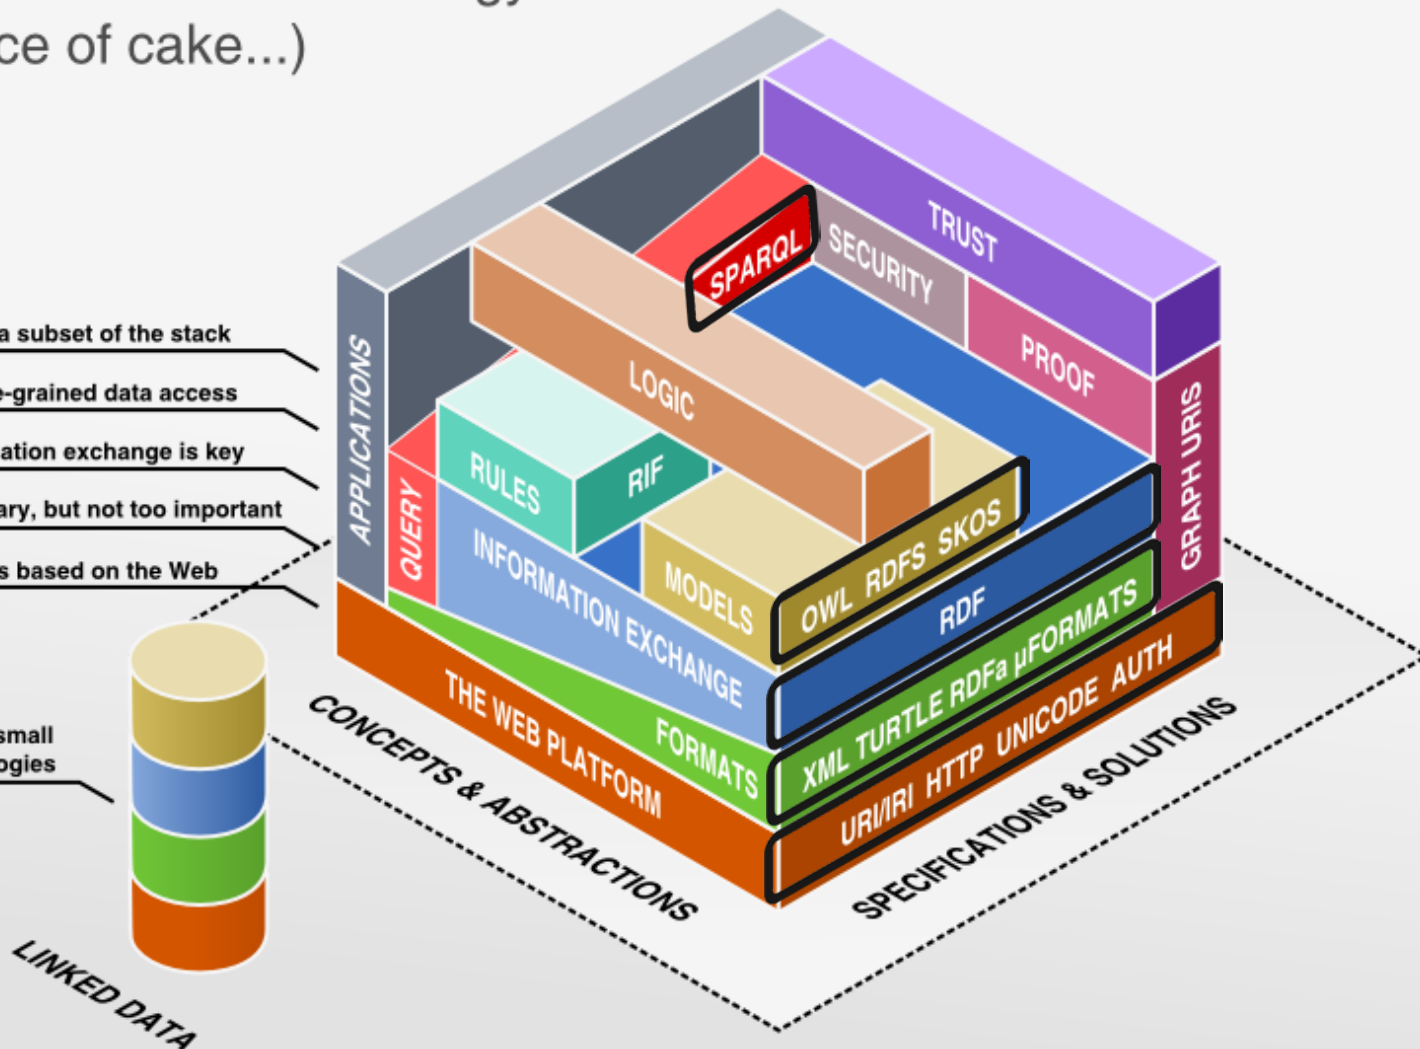 ce of cake...)
a subset of the stack
e-grained data access
ation exchange is key
ary, but not too important
s based on the Web
small
ogies
LINKED DATA
APPLICATIONS
TRUST
SPARQL
SECURITY
PROOF
LOGIC
GRAPH URIS
RULES
RIF
QUERY
INFORMATION EXCHANGE
MODELS
OWL RDFS SKOS
RDF
FORMATS
XML TURTLE RDFa µFORMATS
THE WEB PLATFORM
URI/IRI HTTP UNICODE AUTH
CONCEPTS & ABSTRACTIONS
SPECIFICATIONS & SOLUTIONS